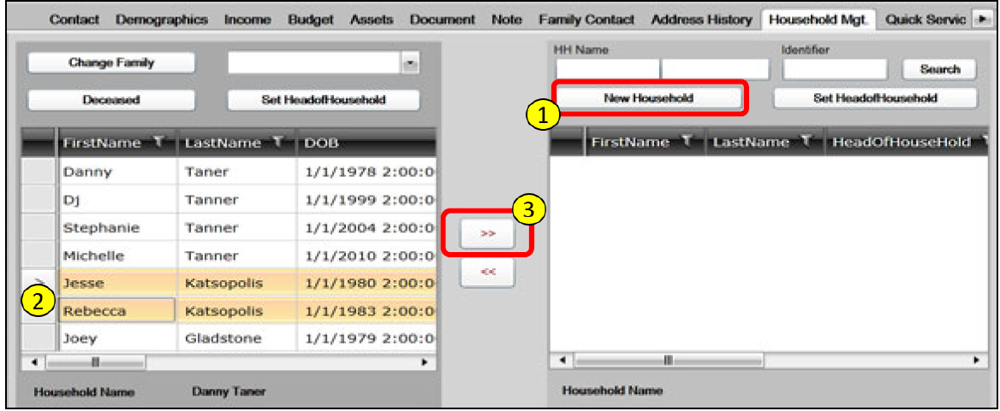 Contact Demographics Income Budget Assets Document Note Family Contact Address History Household Mgt. Quick Servic
HH Name Identifier
Change Family
Search
Deceased Set HeadofHousehold
New Household Set HeadofHousehold
1
FirstName LastName DOB
FirstName LastName HeadOfHouseHold
Danny Taner 1/1/1978 2:00:0
Dj Tanner 1/1/1999 2:00:0
3
Stephanie Tanner 1/1/2004 2:00:0
>>
Michelle Tanner 1/1/2010 2:00:0
<<
> Jesse Katsopolis 1/1/1980 2:00:0
2
Rebecca Katsopolis 1/1/1983 2:00:0
Joey Gladstone 1/1/1979 2:00:0
Household Name Danny Taner
Household Name